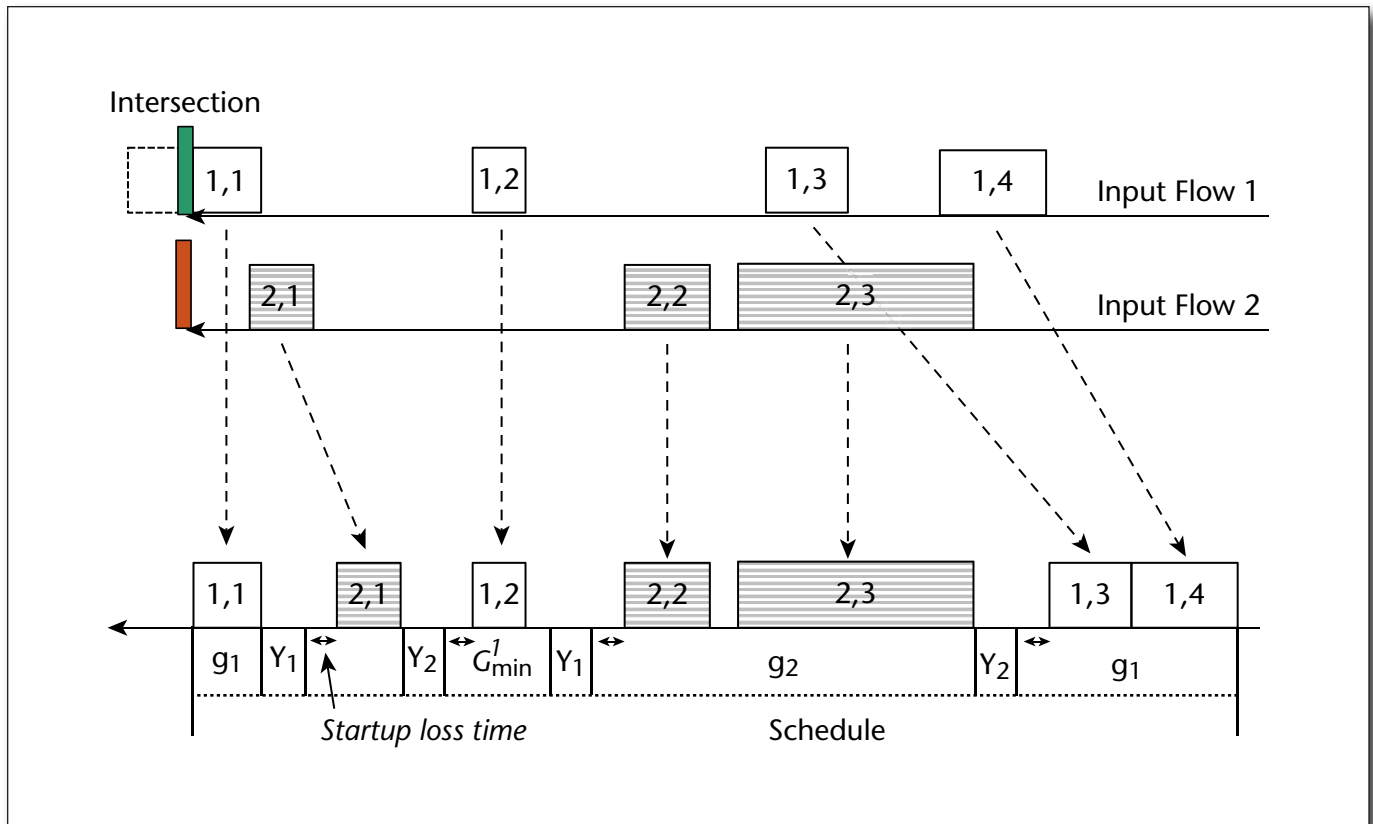 Intersection
1,1 1,2 1,3 1,4 Input Flow 1
2,1 2,2 2,3 Input Flow 2
1,1 2,1 1,2 2,2 2,3 1,3 1,4
g1 Y1 Y2 G¹min Y1 g2 Y2 g1
Startup loss time Schedule